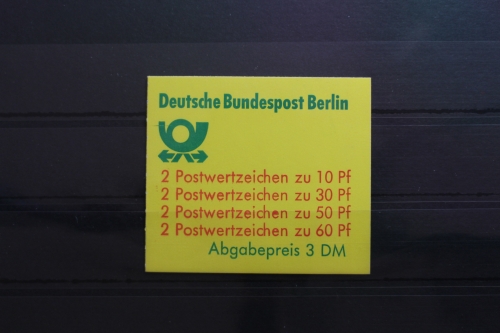 Deutsche Bundespost Berlin
2 Postwertzeichen zu 10 Pf
2 Postwertzeichen zu 30 Pf
2 Postwertzeichen zu 50 Pf
2 Postwertzeichen zu 60 Pf
Abgabepreis 3 DM